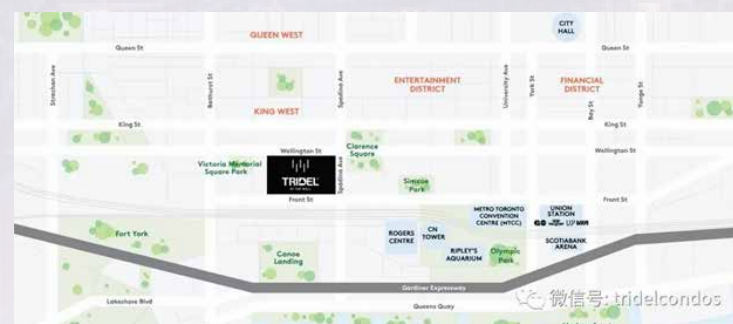 CITY
HALL
QUEEN WEST
Queen St
Queen St
Strachan Ave
Bathurst St
Spadina Ave
ENTERTAINMENT
DISTRICT
University Ave
York St
FINANCIAL
DISTRICT
Bay St
Yonge St
KING WEST
King St
King St
Wellington St
Clarence
Square
Wellington St
Victoria Memorial
Square Park
TRIDEL
Spadina Ave
Simcoe
Park
Front St
Front St
METRO TORONTO
CONVENTION
CENTRE (MTCC)
UNION
STATION
GO
UP
Fort York
ROGERS
CENTRE
CN
TOWER
RIPLEY'S
AQUARIUM
Olympic
Park
SCOTIABANK
ARENA
Canoe
Landing
Gardiner Expressway
Lakeshore Blvd
Queens Quay
微信号: tridelcondos